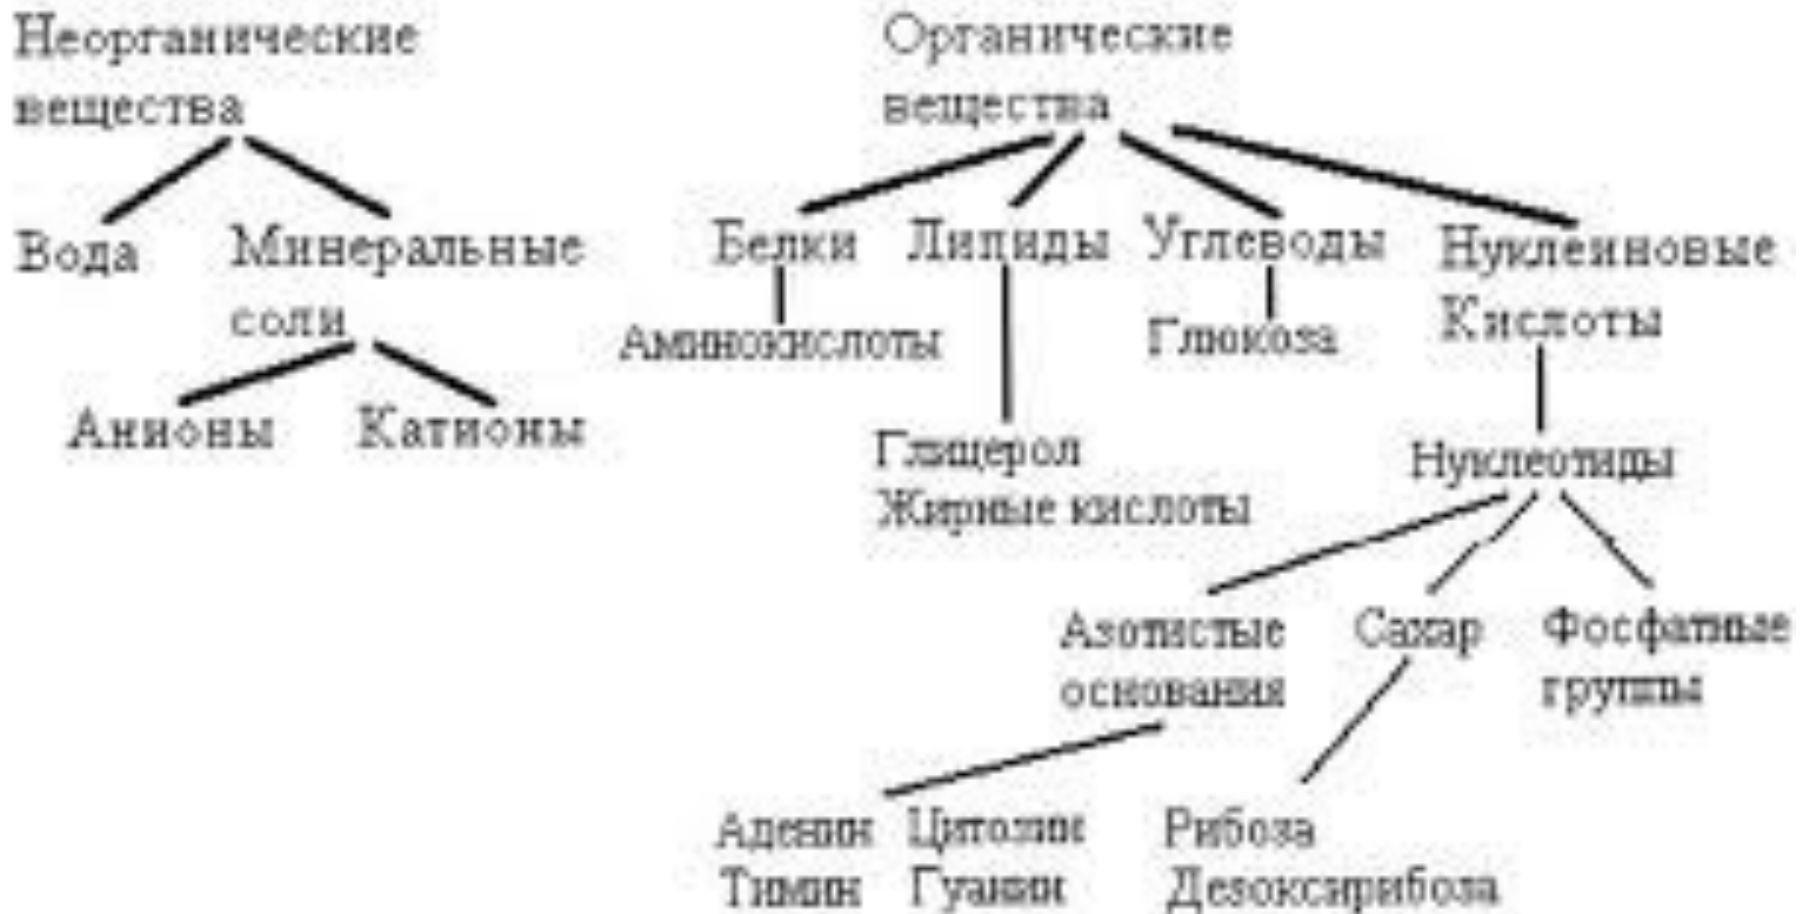 Неорганические
вещества
Вода
Минеральные
соли
Анионы
Катионы
Органические
вещества
Белки
Липиды
Углеводы
Нуклеиновые
Кислоты
Аминокислоты
Глюкоза
Глицерол
Жирные кислоты
Нуклеотиды
Азотистые
основания
Сахар
Фосфатные
группы
Аденин Цитозин
Тимин Гуанин
Рибоза
Дезоксирибоза